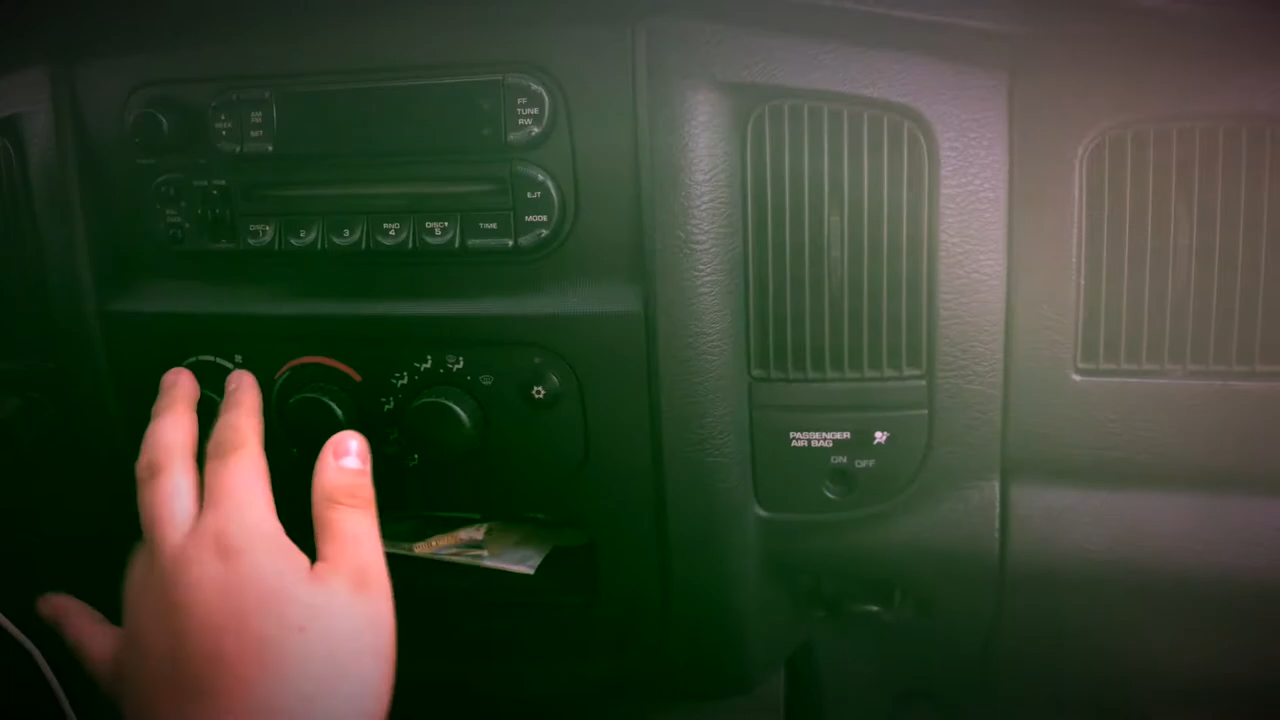 FF
TUNE
RW
SEEK
AM
FM
SET
EJT
MODE
DISC
1
2
3
RND
4
DISC
5
TIME
PASSENGER
AIR BAG
ON OFF